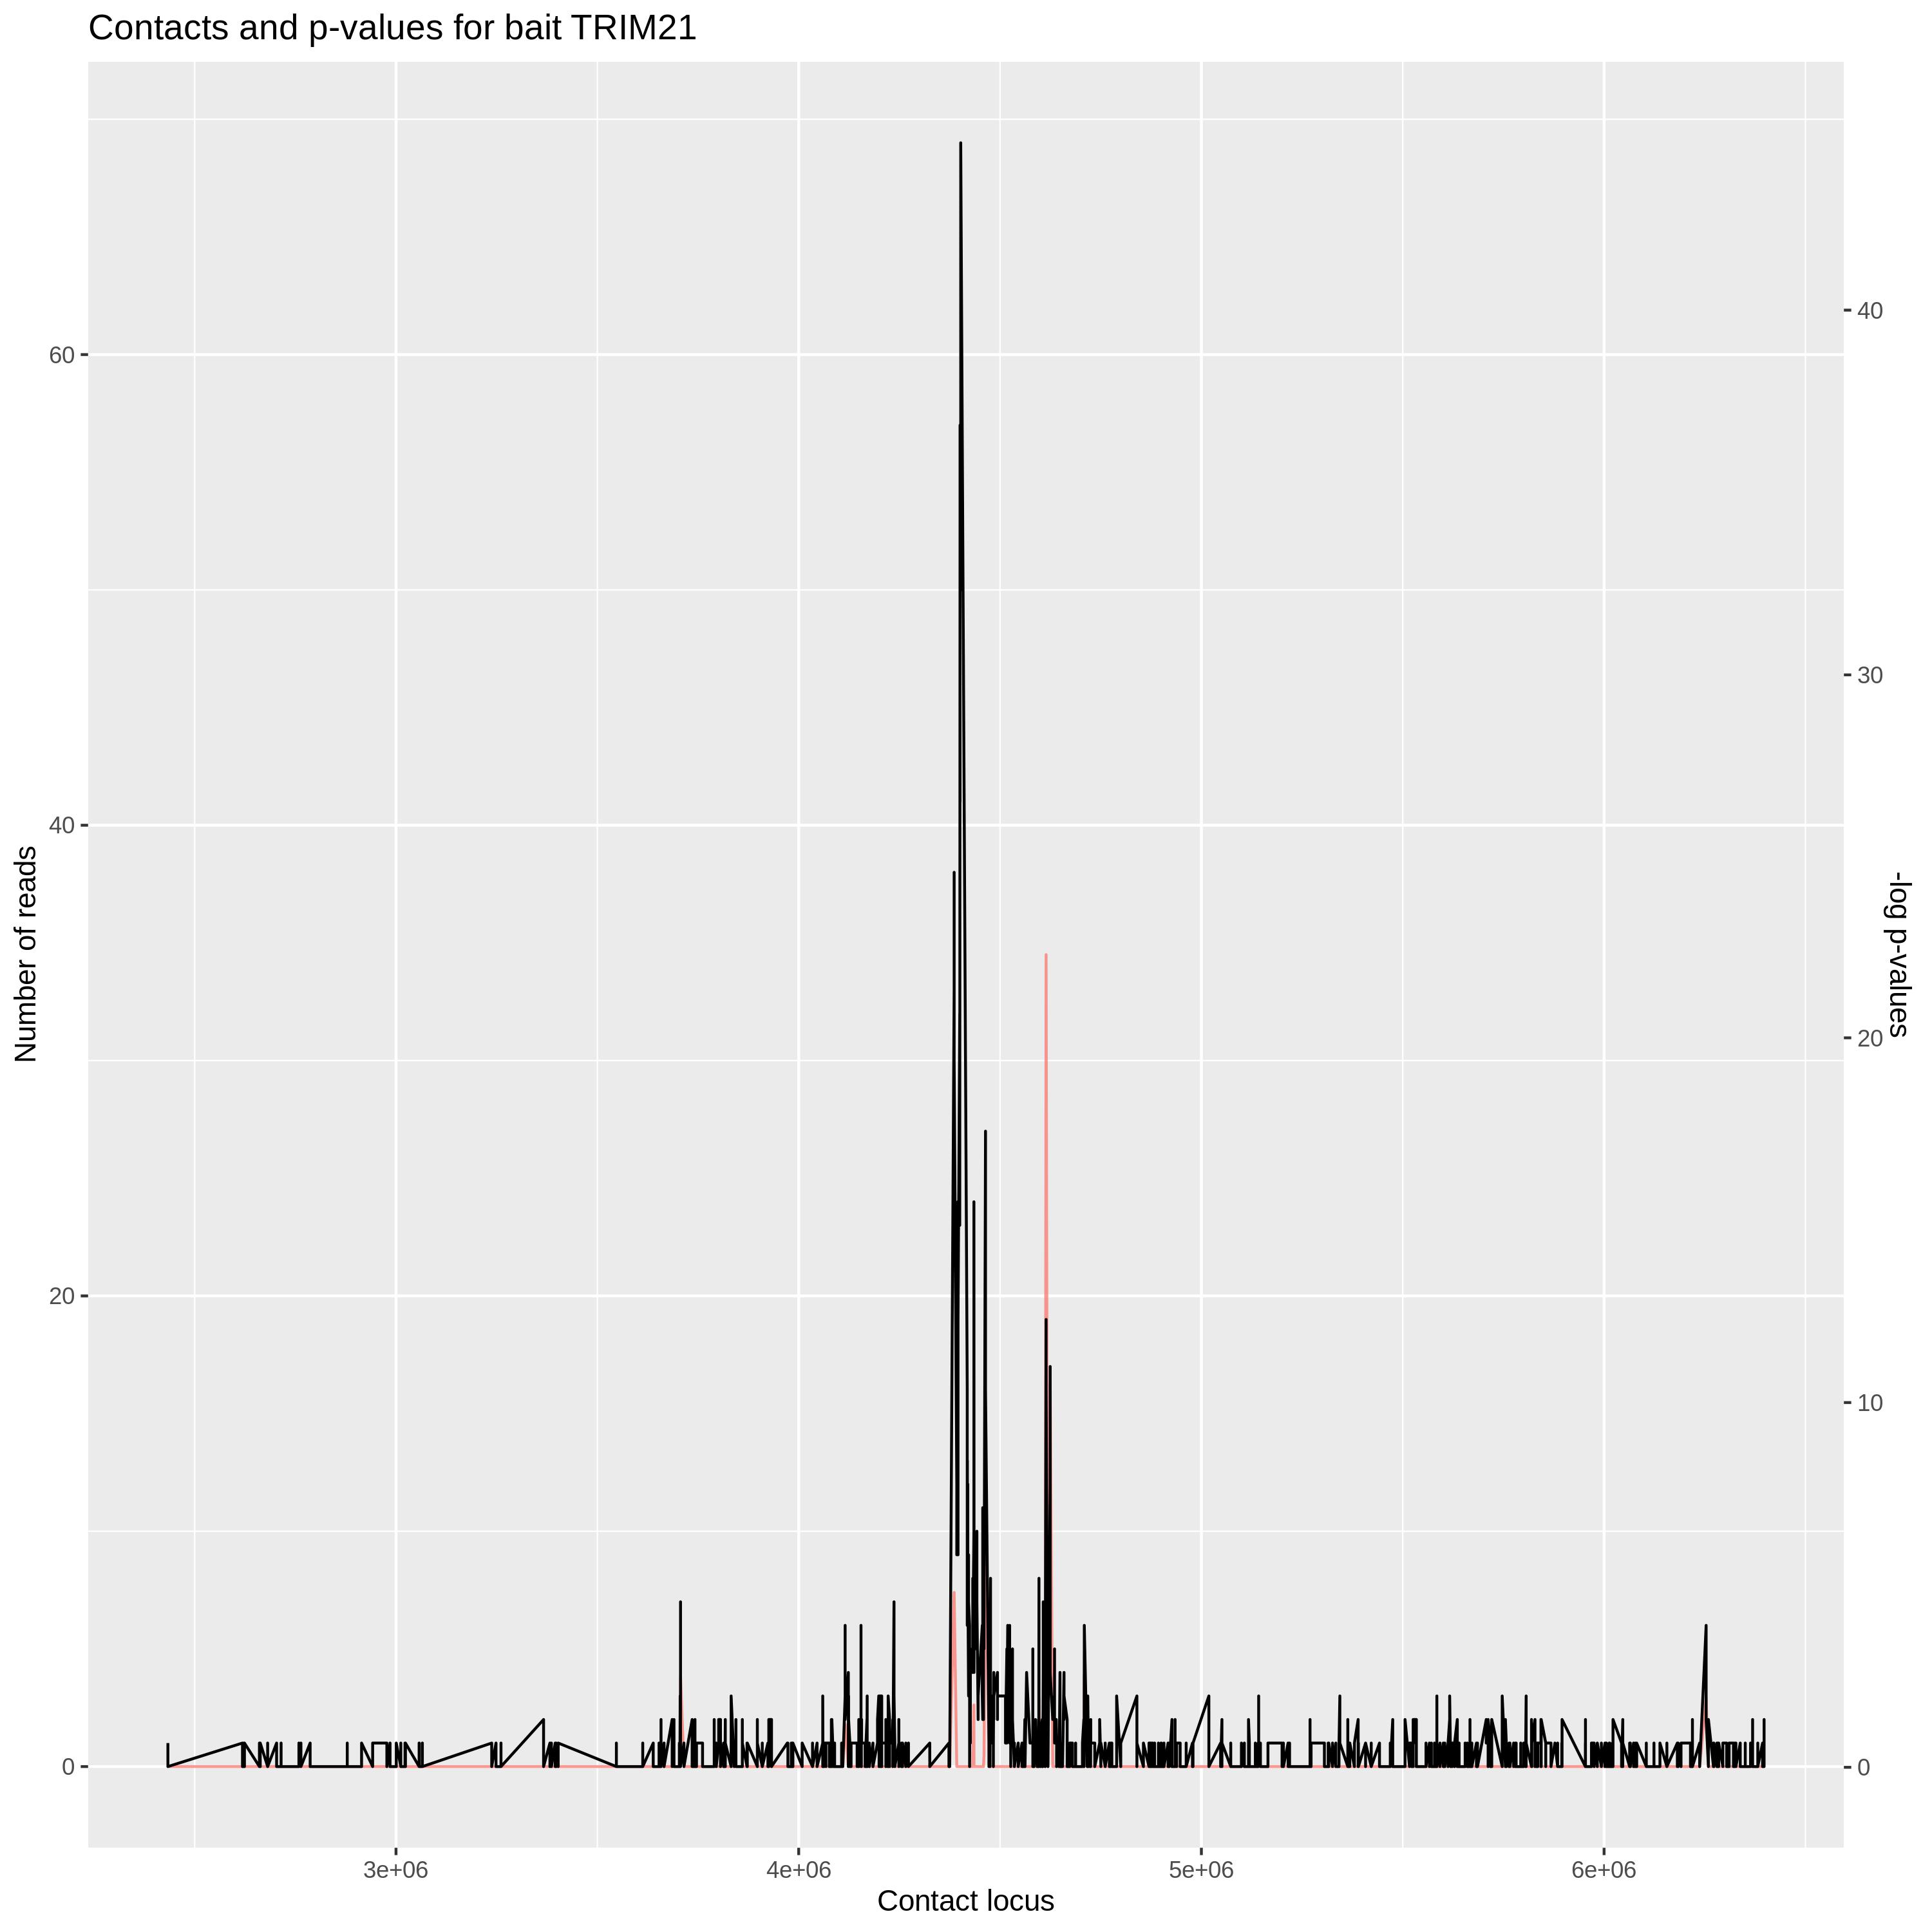 Contacts and p-values for bait TRIM21
Number of reads
60
40
20
0
40
30
20
10
0
-log p-values
3e+06 4e+06 5e+06 6e+06
Contact locus